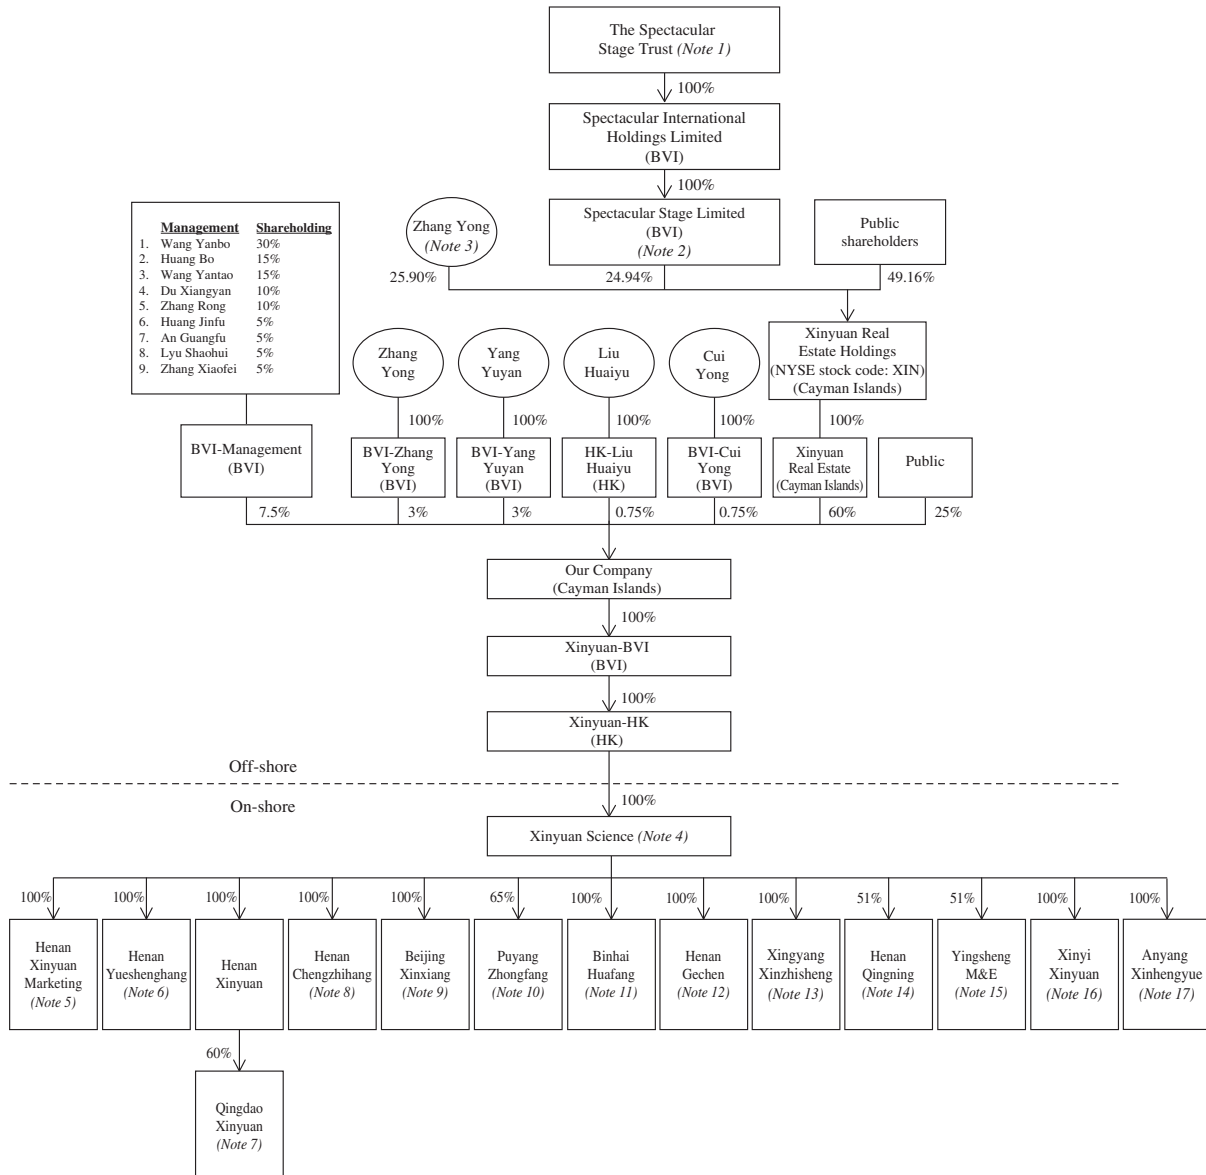 The Spectacular
Stage Trust (Note 1)
100%
Spectacular International
Holdings Limited
(BVI)
100%
Management Shareholding
1. Wang Yanbo 30%
2. Huang Bo 15%
3. Wang Yantao 15%
4. Du Xiangyan 10%
5. Zhang Rong 10%
6. Huang Jinfu 5%
7. An Guangfu 5%
8. Lyu Shaohui 5%
9. Zhang Xiaofei 5%
Zhang Yong
(Note 3)
Spectacular Stage Limited
(BVI)
(Note 2)
Public
shareholders
25.90%
24.94%
49.16%
Zhang
Yong
Yang
Yuyan
Liu
Huaiyu
Cui
Yong
Xinyuan Real
Estate Holdings
(NYSE stock code: XIN)
(Cayman Islands)
100%
100%
100%
100%
100%
BVI-Management
(BVI)
BVI-Zhang
Yong
(BVI)
BVI-Yang
Yuyan
(BVI)
HK-Liu
Huaiyu
(HK)
BVI-Cui
Yong
(BVI)
Xinyuan
Real Estate
(Cayman Islands)
Public
7.5%
3%
3%
0.75%
0.75%
60%
25%
Our Company
(Cayman Islands)
100%
Xinyuan-BVI
(BVI)
100%
Xinyuan-HK
(HK)
Off-shore
On-shore
100%
Xinyuan Science (Note 4)
100%
100%
100%
100%
100%
65%
100%
100%
100%
51%
51%
100%
100%
Henan
Xinyuan
Marketing
(Note 5)
Henan
Yueshenghang
(Note 6)
Henan
Xinyuan
Henan
Chengzhihang
(Note 8)
Beijing
Xinxiang
(Note 9)
Puyang
Zhongfang
(Note 10)
Binhai
Huafang
(Note 11)
Henan
Gechen
(Note 12)
Xingyang
Xinzhisheng
(Note 13)
Henan
Qingning
(Note 14)
Yingsheng
M&E
(Note 15)
Xinyi
Xinyuan
(Note 16)
Anyang
Xinhengyue
(Note 17)
60%
Qingdao
Xinyuan
(Note 7)